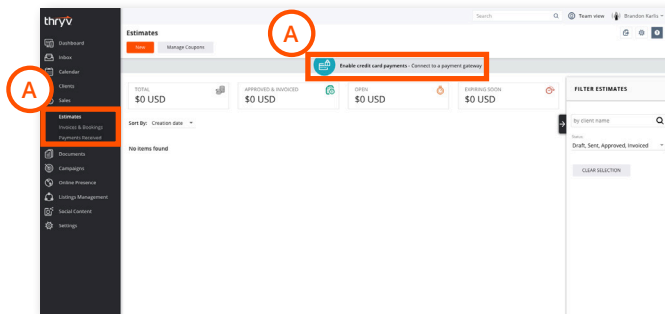 thryv
Search
Team view
Brandon Karlis
Dashboard
Inbox
Calendar
Clients
Sales
Estimates
Invoices & Bookings
Payments Received
Documents
Campaigns
Online Presence
Listings Management
Social Content
Settings
A
A
Estimates
New
Manage Coupons
Enable credit card payments - Connect to a payment gateway
TOTAL
$0 USD
APPROVED & INVOICED
$0 USD
OPEN
$0 USD
EXPIRING SOON
$0 USD
Sort By: Creation date
No items found
FILTER ESTIMATES
by client name
Status
Draft, Sent, Approved, Invoiced
CLEAR SELECTION